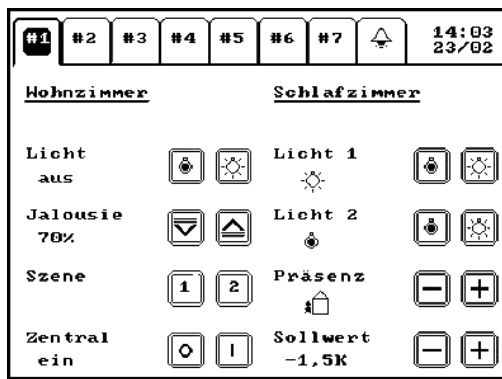 #1 #2 #3 #4 #5 #6 #7 14:03
23/02
Wohnzimmer Schlafzimmer
Licht Licht 1
aus
Jalousie Licht 2
70%
Szene 1 2 Präsenz − +
Zentral O I Sollwert − +
ein −1,5K